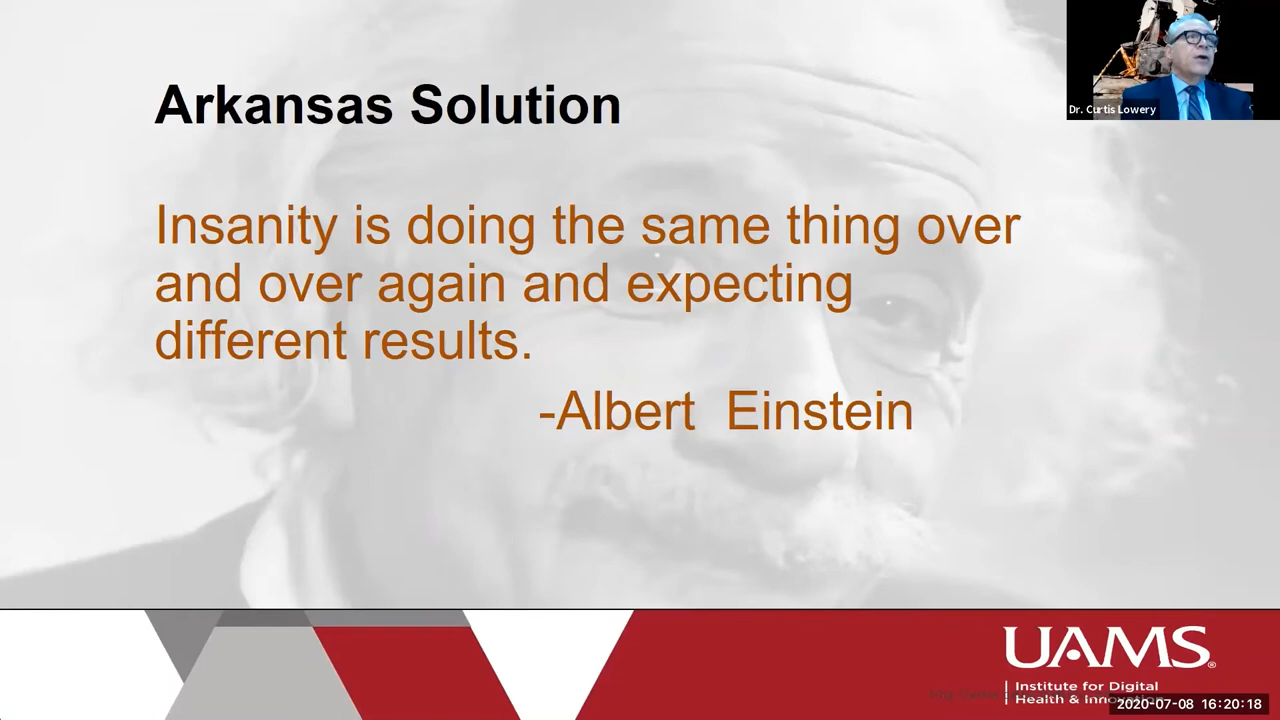 Arkansas Solution
Dr. Curtis Lowery
Insanity is doing the same thing over
and over again and expecting
different results.
-Albert Einstein
UAMS®
Institute for Digital
Health & Innovation
2020-07-08 16:20:18